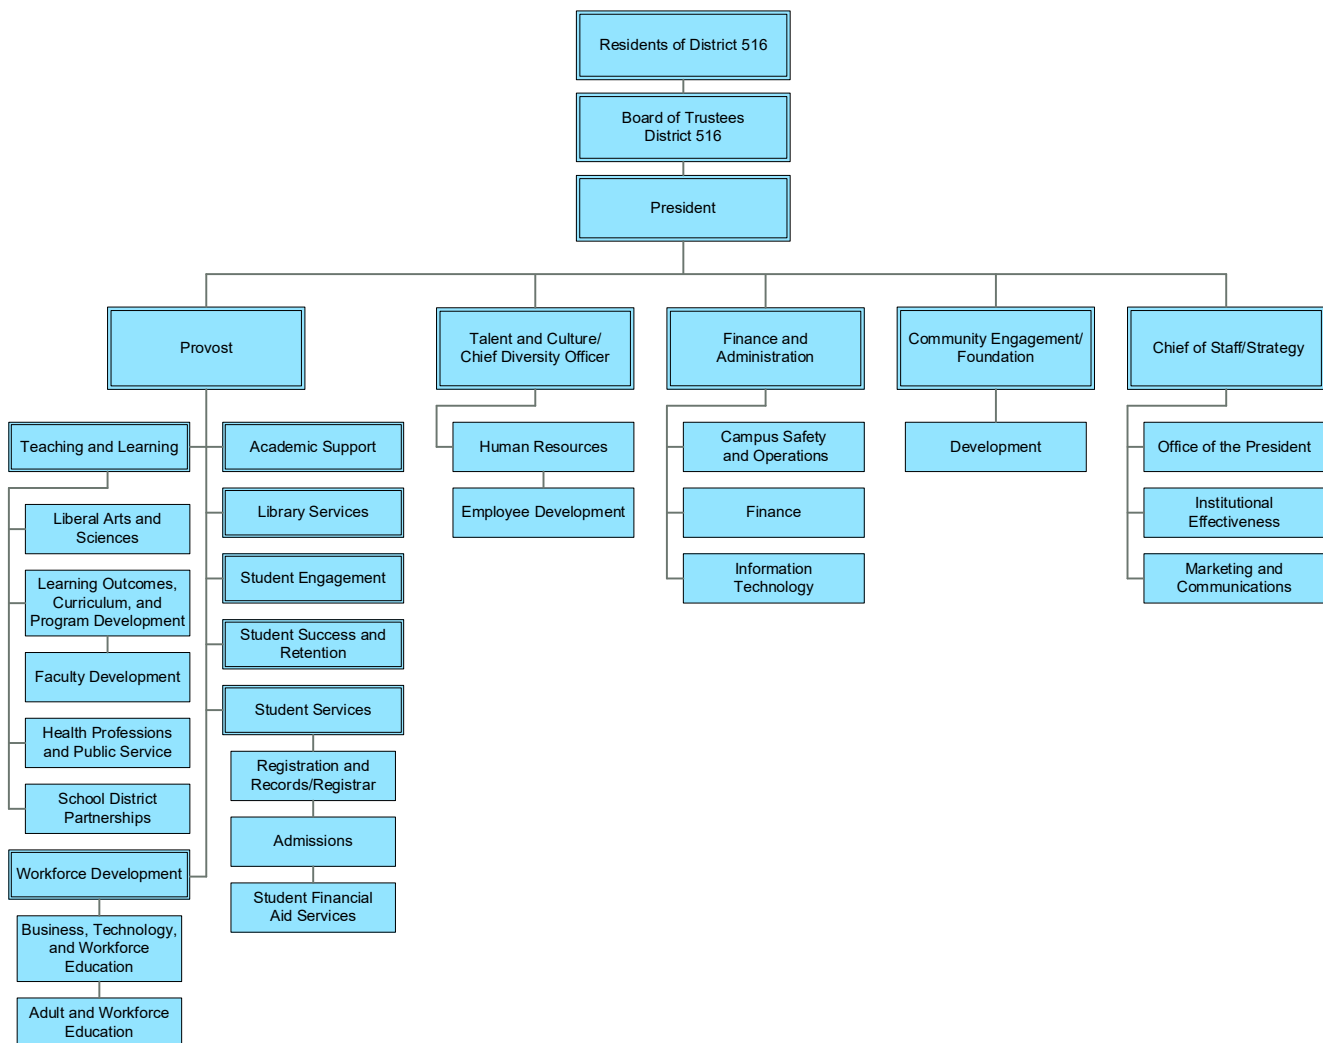 Residents of District 516
Board of Trustees
District 516
President
Provost
Talent and Culture/
Chief Diversity Officer
Finance and
Administration
Community Engagement/
Foundation
Chief of Staff/Strategy
Teaching and Learning
Liberal Arts and
Sciences
Learning Outcomes,
Curriculum, and
Program Development
Faculty Development
Health Professions
and Public Service
School District
Partnerships
Workforce Development
Business, Technology,
and Workforce
Education
Adult and Workforce
Education
Academic Support
Library Services
Student Engagement
Student Success and
Retention
Student Services
Registration and
Records/Registrar
Admissions
Student Financial
Aid Services
Human Resources
Employee Development
Campus Safety
and Operations
Finance
Information
Technology
Development
Office of the President
Institutional
Effectiveness
Marketing and
Communications